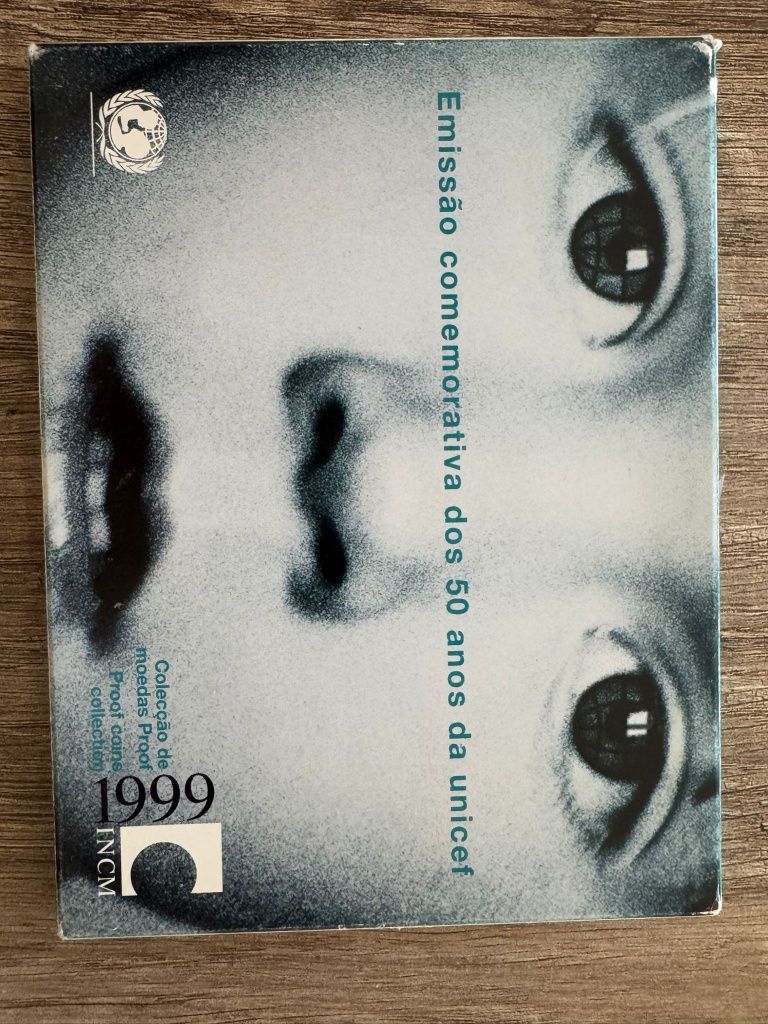 Emissão comemorativa dos 50 anos da unicef
Colecção de
moedas Proof
Proof coins
collection
1999
INCM